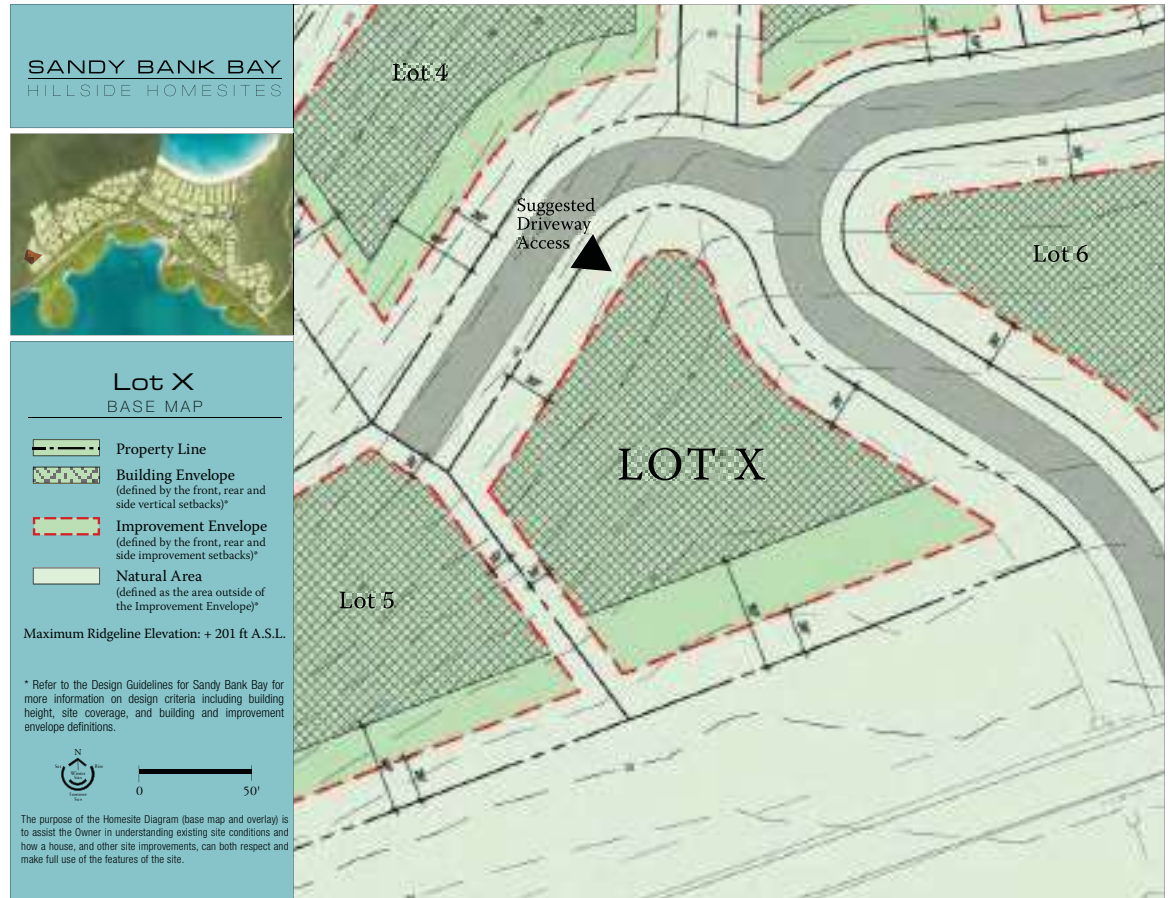 SANDY BANK BAY
HILLSIDE HOMESITES
Lot X
BASE MAP
Property Line
Building Envelope
(defined by the front, rear and
side vertical setbacks)*
Improvement Envelope
(defined by the front, rear and
side improvement setbacks)*
Natural Area
(defined as the area outside of
the Improvement Envelope)*
Maximum Ridgeline Elevation: + 201 ft A.S.L.
* Refer to the Design Guidelines for Sandy Bank Bay for
more information on design criteria including building
height, site coverage, and building and improvement
envelope definitions.
N
Set
Rise
Winter
Sun
Summer
Sun
0
50'
The purpose of the Homesite Diagram (base map and overlay) is
to assist the Owner in understanding existing site conditions and
how a house, and other site improvements, can both respect and
make full use of the features of the site.
Lot 4
Suggested
Driveway
Access
Lot 6
LOT X
Lot 5